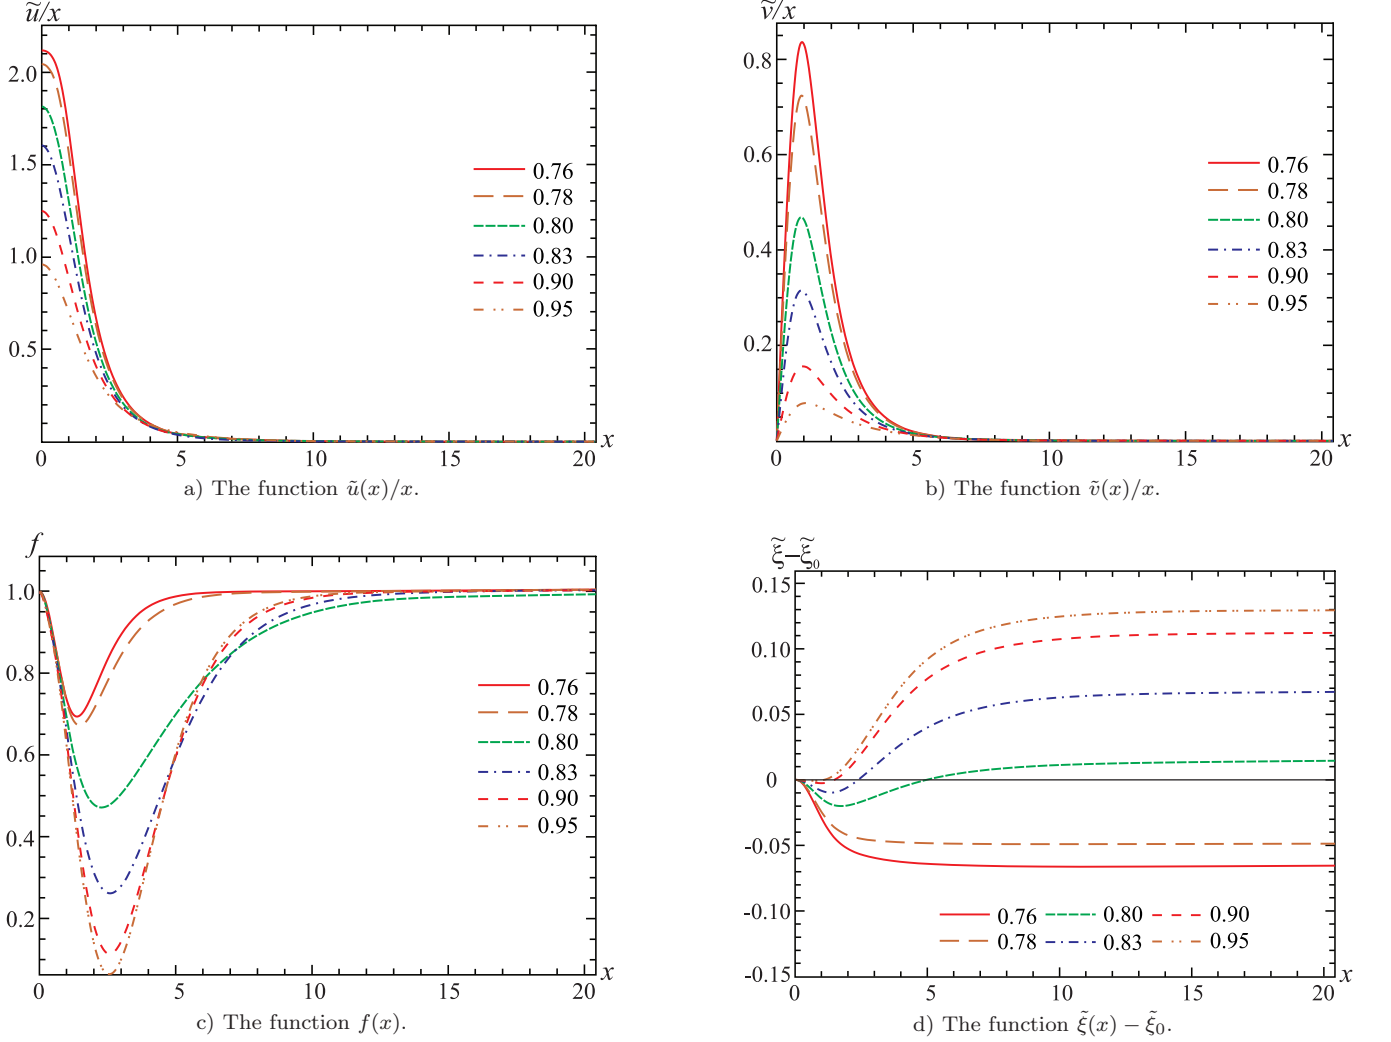 ũ/x
2.0
1.5
1.0
0.5
0.76
0.78
0.80
0.83
0.90
0.95
0 5 10 15 20 x
a) The function ũ(x)/x.
ṽ/x
0.8
0.6
0.4
0.2
0.76
0.78
0.80
0.83
0.90
0.95
0 5 10 15 20 x
b) The function ṽ(x)/x.
f
1.0
0.8
0.6
0.4
0.2
0.76
0.78
0.80
0.83
0.90
0.95
0 5 10 15 20 x
c) The function f(x).
ξ̃–ξ̃₀
0.15
0.10
0.05
0
-0.05
-0.10
-0.15
0.76 0.80 0.90
0.78 0.83 0.95
0 5 10 15 20 x
d) The function ξ̃(x) − ξ̃₀.